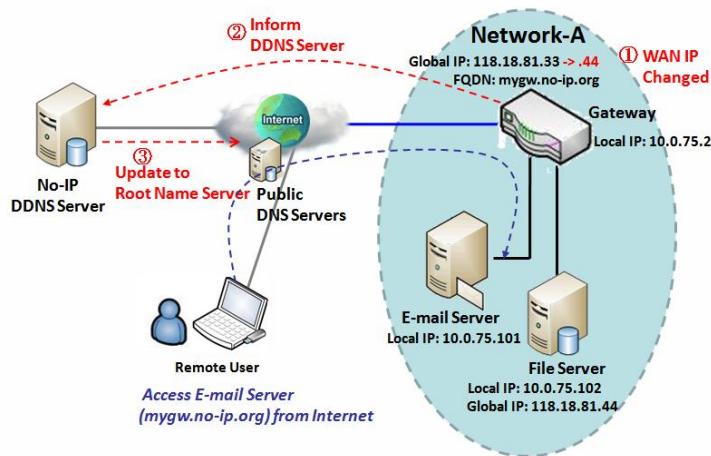 ② Inform
DDNS Server
Network-A
Global IP: 118.18.81.33 -> .44
FQDN: mygw.no-ip.org
① WAN IP
Changed
Gateway
Local IP: 10.0.75.2
Internet
③
Update to
Root Name Server
No-IP
DDNS Server
Public
DNS Servers
E-mail Server
Local IP: 10.0.75.101
File Server
Local IP: 10.0.75.102
Global IP: 118.18.81.44
Remote User
Access E-mail Server
(mygw.no-ip.org) from Internet